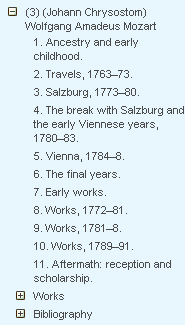 (3) (Johann Chrysostom)
Wolfgang Amadeus Mozart
1. Ancestry and early
childhood.
2. Travels, 1763–73.
3. Salzburg, 1773–80.
4. The break with Salzburg and
the early Viennese years,
1780–83.
5. Vienna, 1784–8.
6. The final years.
7. Early works.
8. Works, 1772–81.
9. Works, 1781–8.
10. Works, 1789–91.
11. Aftermath: reception and
scholarship.
Works
Bibliography